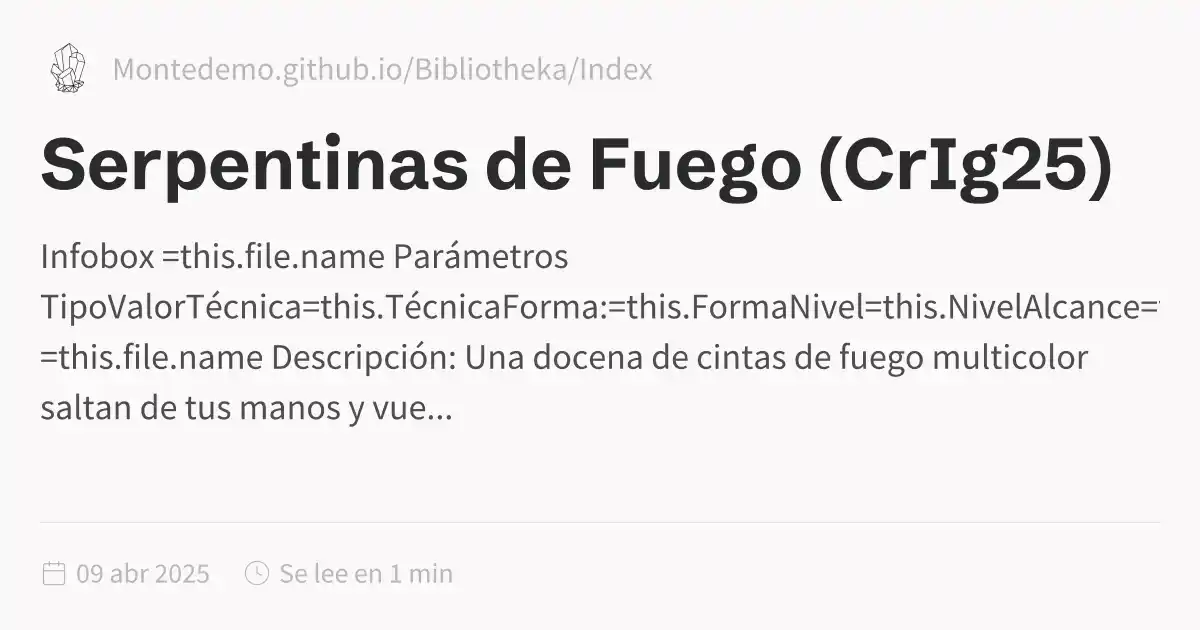 Montedemo.github.io/Bibliotheka/Index
Serpentinas de Fuego (CrIg25)
Infobox =this.file.name Parámetros
TipoValorTécnica=this.TécnicaForma:=this.FormaNivel=this.NivelAlcance=
=this.file.name Descripción: Una docena de cintas de fuego multicolor
saltan de tus manos y vue...
09 abr 2025
Se lee en 1 min